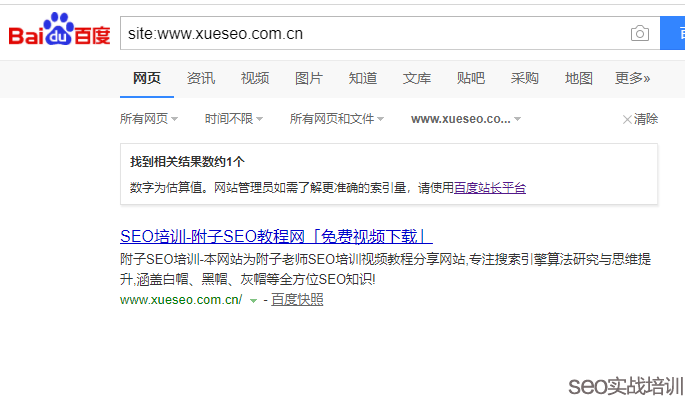 Bai du 百度
site:www.xueseo.com.cn
网页 资讯 视频 图片 知道 文库 贴吧 采购 地图 更多»
所有网页 时间不限 所有网页和文件 www.xueseo.co... 清除
找到相关结果数约1个
数字为估算值。网站管理员如需了解更准确的索引量，请使用百度站长平台
SEO培训-附子SEO教程网「免费视频下载」
附子SEO培训-本网站为附子老师SEO培训视频教程分享网站,专注搜索引擎算法研究与思维提
升,涵盖白帽、黑帽、灰帽等全方位SEO知识!
www.xueseo.com.cn/ - 百度快照
seo实战培训